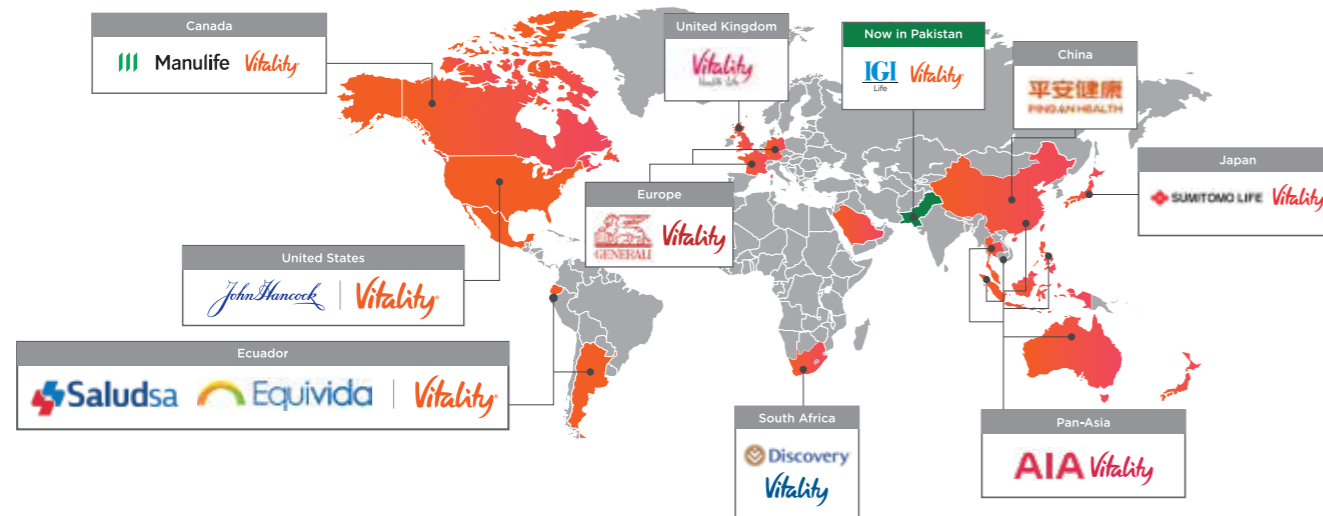 Canada
Manulife Vitality
United Kingdom
Vitality
Health Life
Now in Pakistan
IGI
Life
Vitality
China
平安健康
PING AN HEALTH
Japan
SUMITOMO LIFE Vitality
Europe
GENERALI
Vitality
United States
John Hancock Vitality
Ecuador
Saludsa Equivida Vitality
South Africa
Discovery
Vitality
Pan-Asia
AIA Vitality